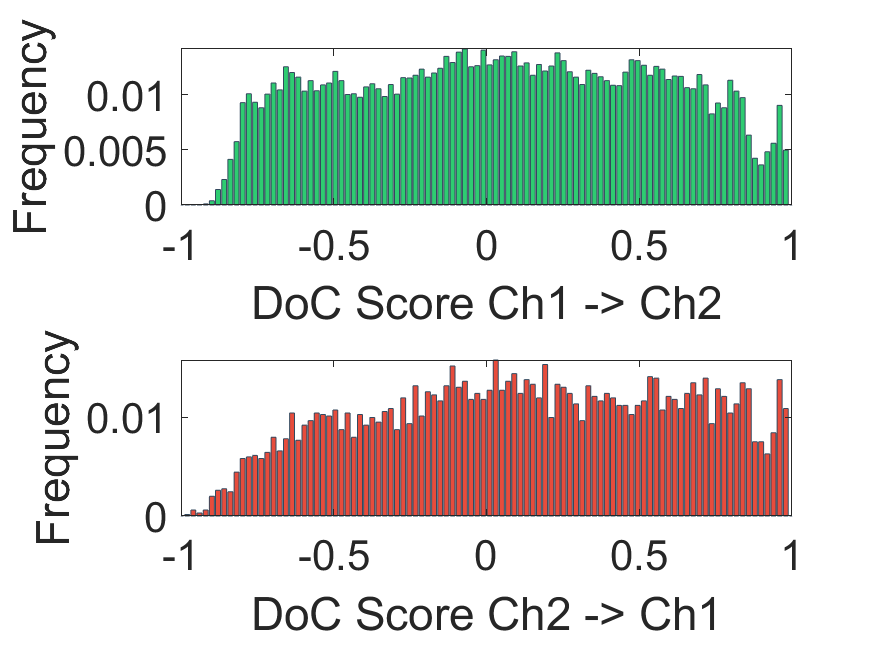 Frequency
0.01
0.005
0
-1 -0.5 0 0.5 1
DoC Score Ch1 -> Ch2
Frequency
0.01
0
-1 -0.5 0 0.5 1
DoC Score Ch2 -> Ch1